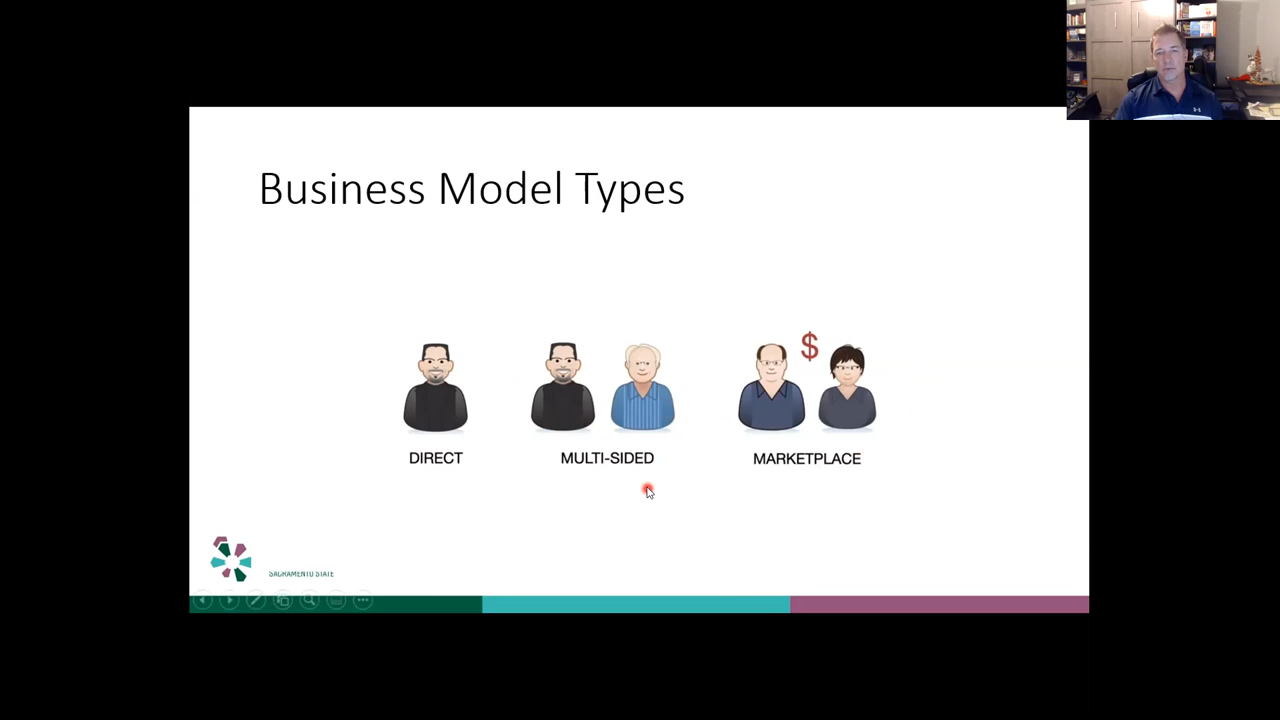 Business Model Types
$
DIRECT
MULTI-SIDED
MARKETPLACE
SACRAMENTO STATE